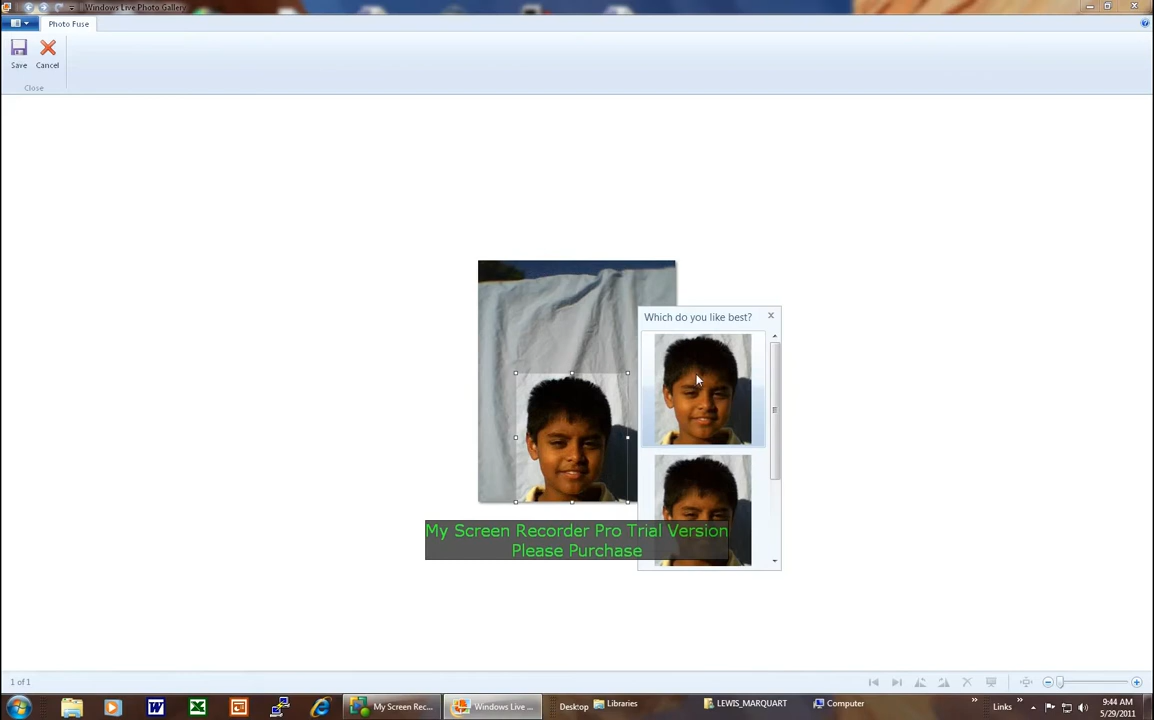 Windows Live Photo Gallery
Photo Fuse
Save
Cancel
Close
Which do you like best?
My Screen Recorder Pro Trial Version
Please Purchase
1 of 1
My Screen Rec...
Windows Live ...
Desktop
Libraries
»
LEWIS_MARQUART
»
Computer
»
Links
»
9:44 AM
5/29/2011